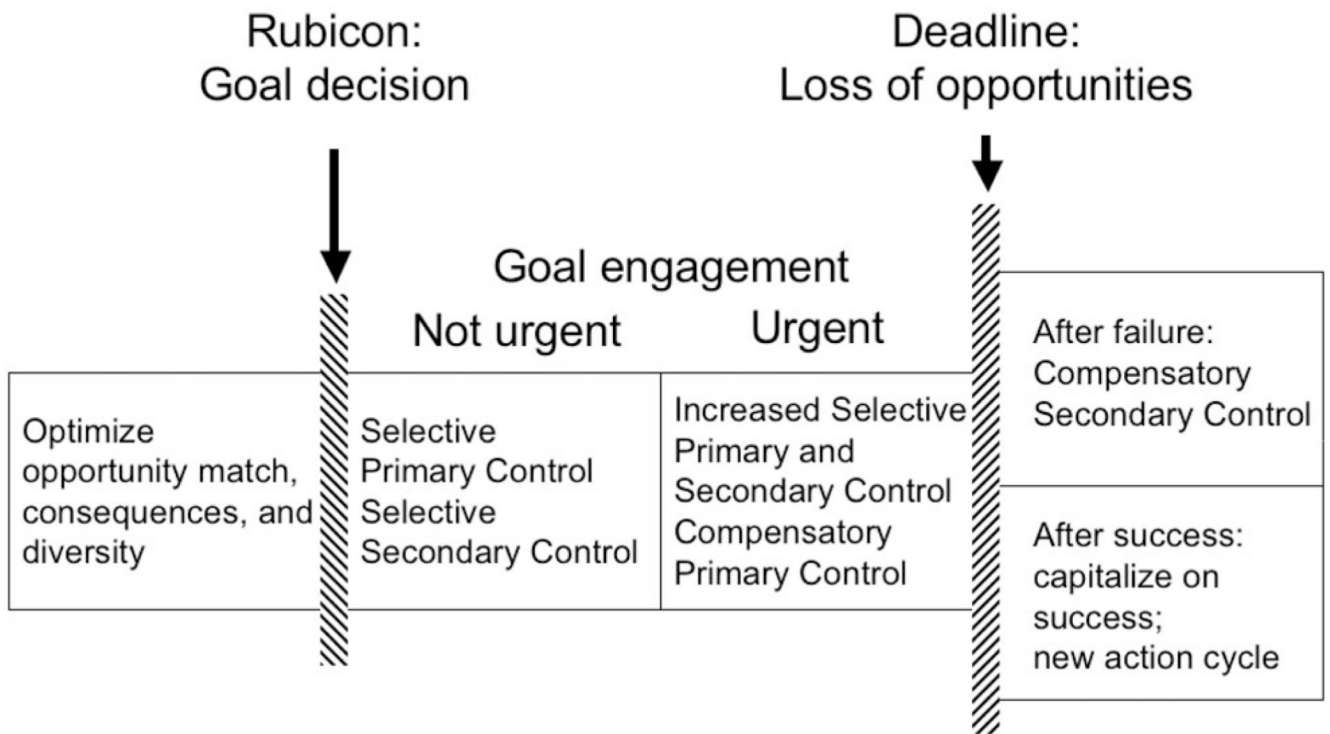 Rubicon:
Goal decision
Deadline:
Loss of opportunities
Goal engagement
Not urgent
Urgent
Optimize
opportunity match,
consequences, and
diversity
Selective
Primary Control
Selective
Secondary Control
Increased Selective
Primary and
Secondary Control
Compensatory
Primary Control
After failure:
Compensatory
Secondary Control
After success:
capitalize on
success;
new action cycle